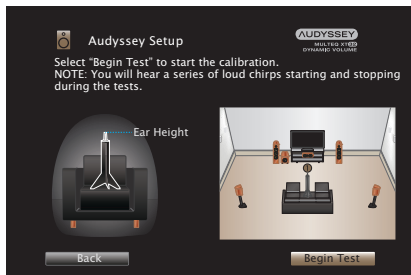 Audyssey Setup
AUDYSSEY
MULTEQ XT32
DYNAMIC VOLUME
Select “Begin Test” to start the calibration.
NOTE: You will hear a series of loud chirps starting and stopping
during the tests.
Ear Height
Back
Begin Test